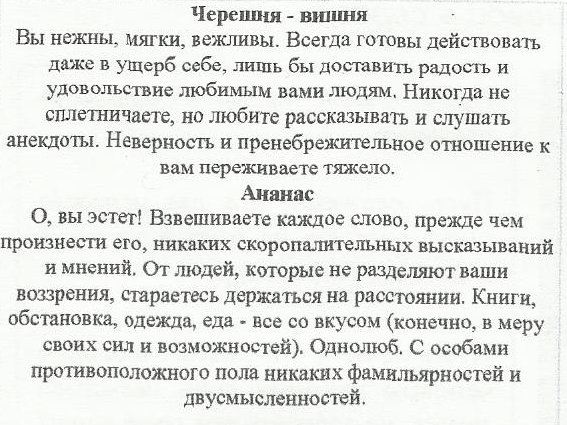 Черешня - вишня
Вы нежны, мягки, вежливы. Всегда готовы действовать
даже в ущерб себе, лишь бы доставить радость и
удовольствие любимым вами людям. Никогда не
сплетничаете, но любите рассказывать и слушать
анекдоты. Неверность и пренебрежительное отношение к
вам переживаете тяжело.
Ананас
О, вы эстет! Взвешиваете каждое слово, прежде чем
произнести его, никаких скоропалительных высказываний
и мнений. От людей, которые не разделяют ваши
воззрения, стараетесь держаться на расстоянии. Книги,
обстановка, одежда, еда - все со вкусом (конечно, в меру
своих сил и возможностей). Однолюб. С особами
противоположного пола никаких фамильярностей и
двусмысленностей.